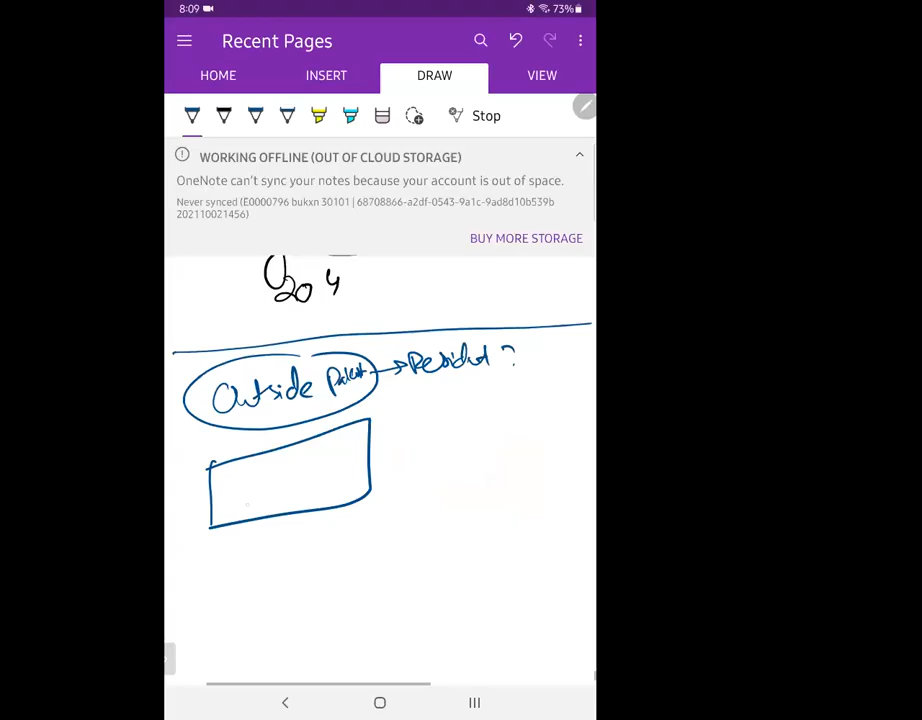 8:09 73%
Recent Pages
HOME INSERT DRAW VIEW
Stop
WORKING OFFLINE (OUT OF CLOUD STORAGE)
OneNote can't sync your notes because your account is out of space.
Never synced (E0000796 bukxn 30101 | 68708866-a2df-0543-9a1c-9ad8d10b539b
202110021456)
BUY MORE STORAGE
20 4
Outside → ?